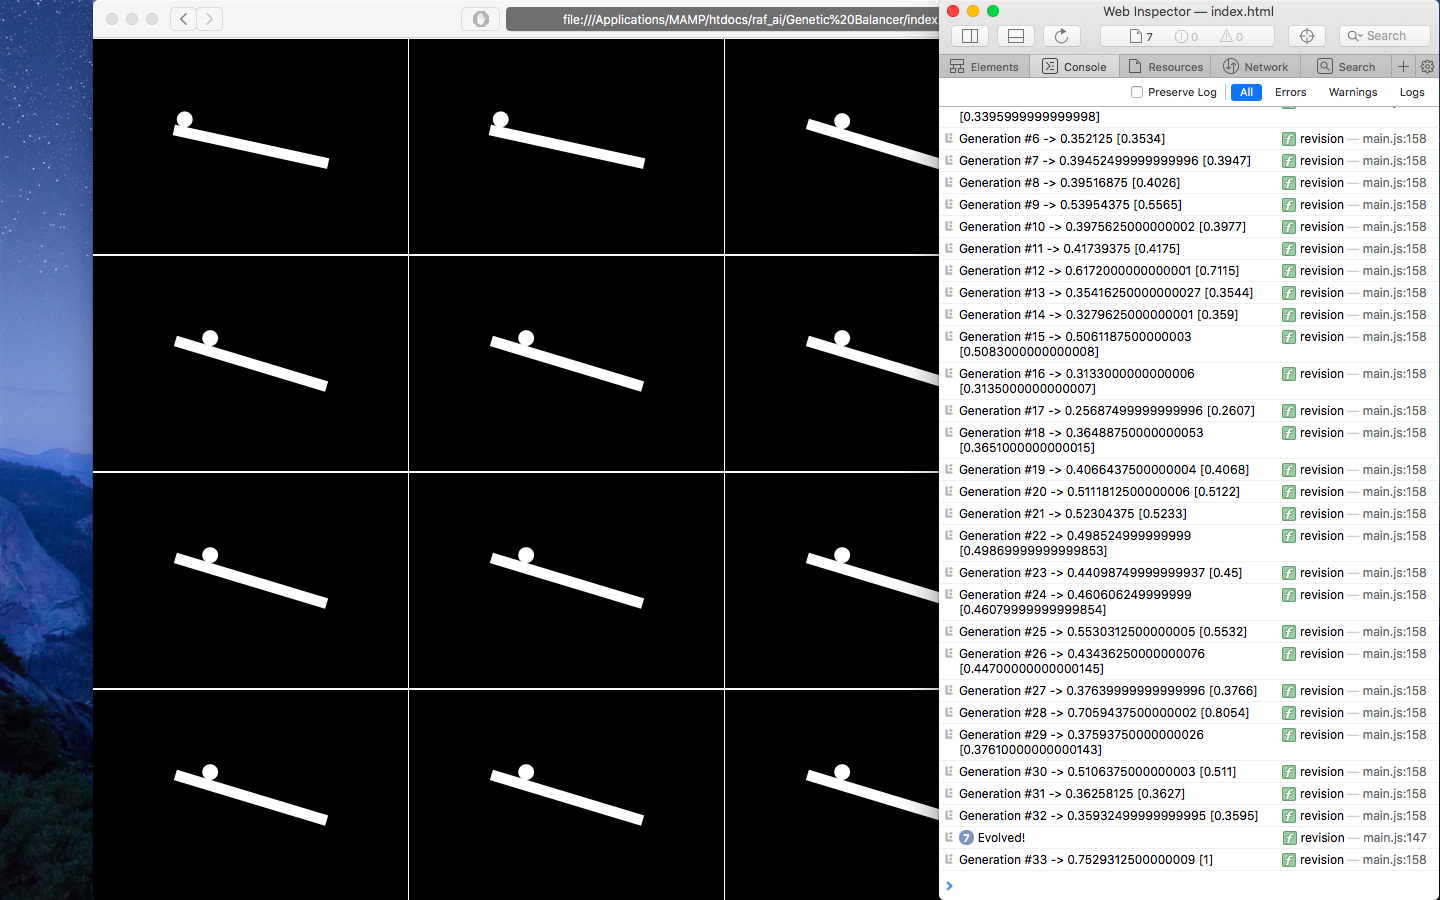 file:///Applications/MAMP/htdocs/raf_ai/Genetic%20Balancer/index.
Web Inspector — index.html
7 0 0 Search
Elements Console Resources Network Search
Preserve Log All Errors Warnings Logs
[0.3395999999999998]
Generation #6 -> 0.352125 [0.3534] f revision — main.js:158
Generation #7 -> 0.39452499999999996 [0.3947] f revision — main.js:158
Generation #8 -> 0.39516875 [0.4026] f revision — main.js:158
Generation #9 -> 0.53954375 [0.5565] f revision — main.js:158
Generation #10 -> 0.3975625000000002 [0.3977] f revision — main.js:158
Generation #11 -> 0.41739375 [0.4175] f revision — main.js:158
Generation #12 -> 0.6172000000000001 [0.7115] f revision — main.js:158
Generation #13 -> 0.35416250000000027 [0.3544] f revision — main.js:158
Generation #14 -> 0.3279625000000001 [0.359] f revision — main.js:158
Generation #15 -> 0.5061187500000003 f revision — main.js:158
[0.5083000000000008]
Generation #16 -> 0.3133000000000006 f revision — main.js:158
[0.3135000000000007]
Generation #17 -> 0.25687499999999996 [0.2607] f revision — main.js:158
Generation #18 -> 0.36488750000000053 f revision — main.js:158
[0.3651000000000015]
Generation #19 -> 0.4066437500000004 [0.4068] f revision — main.js:158
Generation #20 -> 0.5111812500000006 [0.5122] f revision — main.js:158
Generation #21 -> 0.52304375 [0.5233] f revision — main.js:158
Generation #22 -> 0.498524999999999 f revision — main.js:158
[0.49869999999999853]
Generation #23 -> 0.44098749999999937 [0.45] f revision — main.js:158
Generation #24 -> 0.460606249999999 f revision — main.js:158
[0.46079999999999854]
Generation #25 -> 0.5530312500000005 [0.5532] f revision — main.js:158
Generation #26 -> 0.43436250000000076 f revision — main.js:158
[0.44700000000000145]
Generation #27 -> 0.37639999999999996 [0.3766] f revision — main.js:158
Generation #28 -> 0.7059437500000002 [0.8054] f revision — main.js:158
Generation #29 -> 0.37593750000000026 f revision — main.js:158
[0.37610000000000143]
Generation #30 -> 0.5106375000000003 [0.511] f revision — main.js:158
Generation #31 -> 0.36258125 [0.3627] f revision — main.js:158
Generation #32 -> 0.35932499999999995 [0.3595] f revision — main.js:158
7 Evolved! f revision — main.js:147
Generation #33 -> 0.7529312500000009 [1] f revision — main.js:158